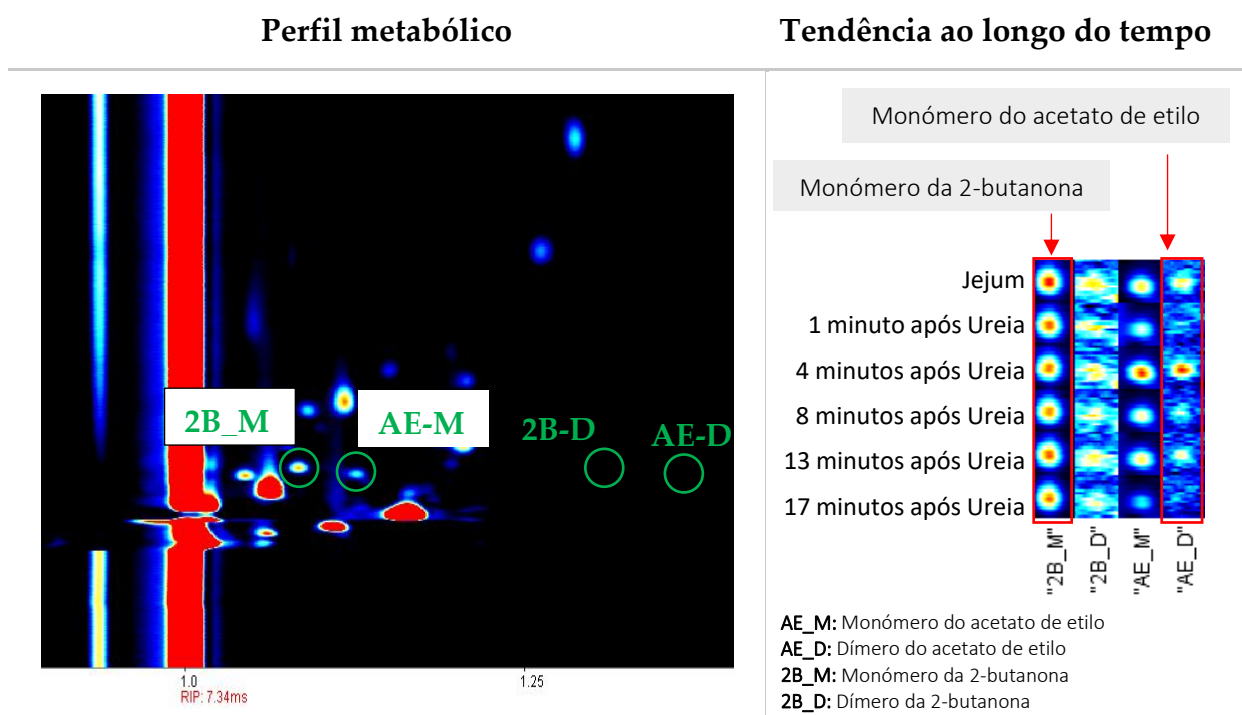 Perfil metabólico
Tendência ao longo do tempo
2B_M
AE-M
2B-D
AE-D
1.0
RIP: 7.34ms
1.25
Monómero do acetato de etilo
Monómero da 2-butanona
Jejum
1 minuto após Ureia
4 minutos após Ureia
8 minutos após Ureia
13 minutos após Ureia
17 minutos após Ureia
"2B_M"
"2B_D"
"AE_M"
"AE_D"
AE_M: Monómero do acetato de etilo
AE_D: Dímero do acetato de etilo
2B_M: Monómero da 2-butanona
2B_D: Dímero da 2-butanona